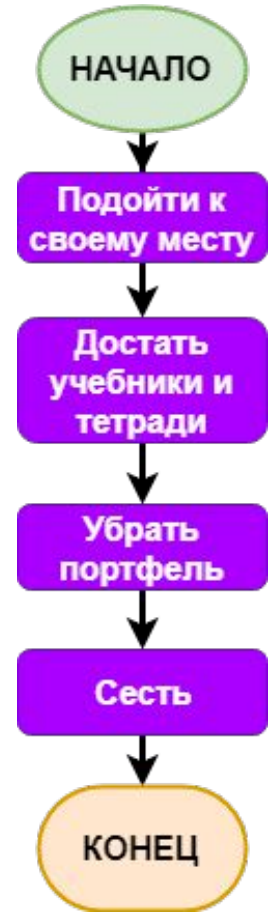 НАЧАЛО
Подойти к
своему месту
Достать
учебники и
тетради
Убрать
портфель
Сесть
КОНЕЦ